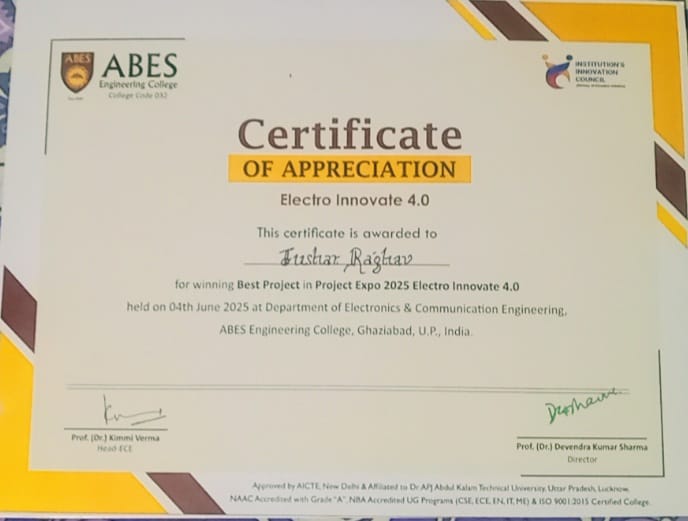 ABES
ABES
Engineering College
College Code 032
INSTITUTION'S
INNOVATION
COUNCIL
Certificate
OF APPRECIATION
Electro Innovate 4.0
This certificate is awarded to
Tushar Raghav
for winning Best Project in Project Expo 2025 Electro Innovate 4.0
held on 04th June 2025 at Department of Electronics & Communication Engineering,
ABES Engineering College, Ghaziabad, U.P., India.
Prof. (Dr.) Kimmi Verma
Head-ECE
Prof. (Dr.) Devendra Kumar Sharma
Director
Approved by AICTE, New Delhi & Affiliated to Dr. APJ Abdul Kalam Technical University, Uttar Pradesh, Lucknow.
NAAC Accredited with Grade "A", NBA Accredited UG Programs (CSE, ECE, EN, IT, ME) & ISO 9001:2015 Certified College.